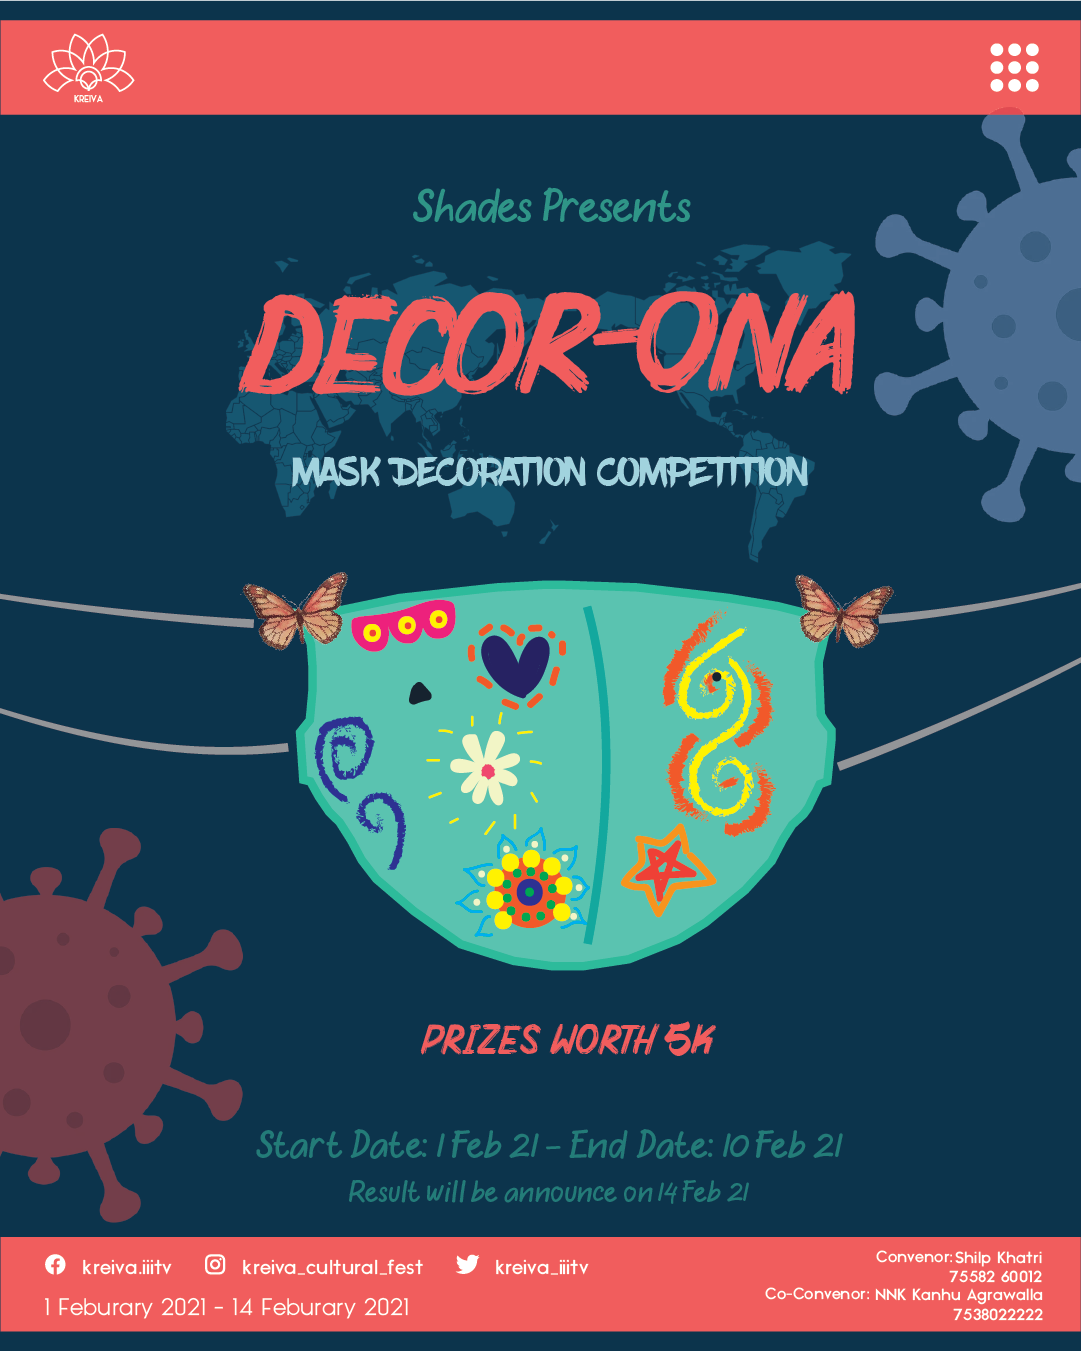 KREIVA
Shades Presents
DECOR-ONA
MASK DECORATION COMPETITION
PRIZES WORTH 5K
Start Date: 1 Feb 21 - End Date: 10 Feb 21
Result will be announce on 14 Feb 21
kreiva.iiitv kreiva_cultural_fest kreiva_iiitv
1 Feburary 2021 - 14 Feburary 2021
Convenor: Shilp Khatri
75582 60012
Co-Convenor: NNK Kanhu Agrawalla
7538022222